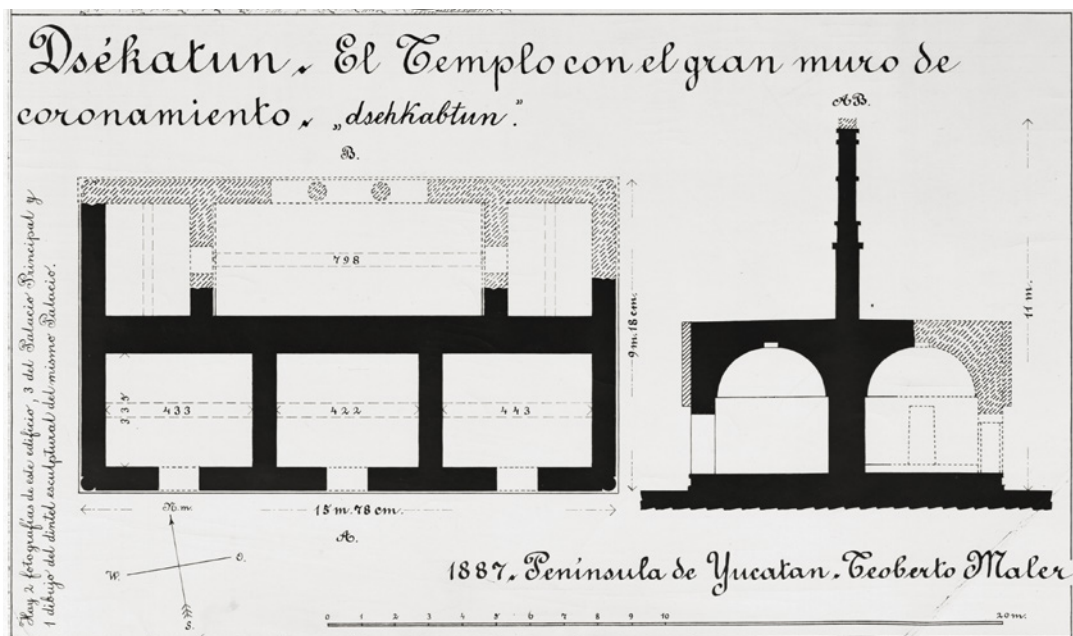 Dsékatun. El Templo con el gran muro de
coronamiento. „dsehkabtun."
B.
798
335
433
422
443
9 m. 18 cm.
15 m. 78 cm.
A.
AB.
11 m.
Hay 2 fotografias de este edificio, 3 del Palacio Principal y
1 dibujo del dintel esculptural del mismo Palacio.
N. m.
W.
O.
S.
1887. Península de Yucatan. Teoberto Maler
0 1 2 3 4 5 6 7 8 9 10 20 m.